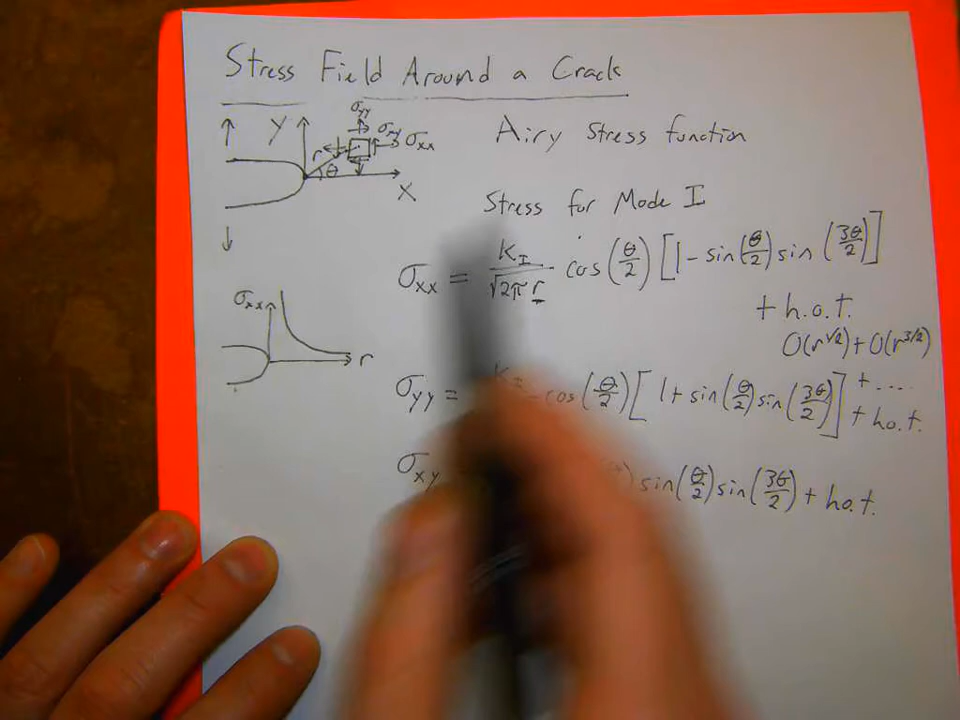 Stress Field Around a Crack
σyy
Y
σxy
σxx
r
θ
X
Airy Stress function
Stress for Mode I
σxx = K_I / √2πr cos(θ/2) [1 - sin(θ/2) sin(3θ/2)]
+ h.o.t.
O(r^1/2) + O(r^3/2)
σxx
r
σyy = cos(θ/2) [1 + sin(θ/2) sin(3θ/2)] + ....
+ h.o.t.
σxy sin(θ/2) sin(3θ/2) + h.o.t.